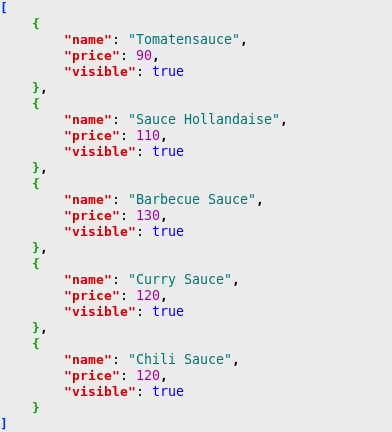 [
    {
        "name": "Tomatensauce",
        "price": 90,
        "visible": true
    },
    {
        "name": "Sauce Hollandaise",
        "price": 110,
        "visible": true
    },
    {
        "name": "Barbecue Sauce",
        "price": 130,
        "visible": true
    },
    {
        "name": "Curry Sauce",
        "price": 120,
        "visible": true
    },
    {
        "name": "Chili Sauce",
        "price": 120,
        "visible": true
    }
]